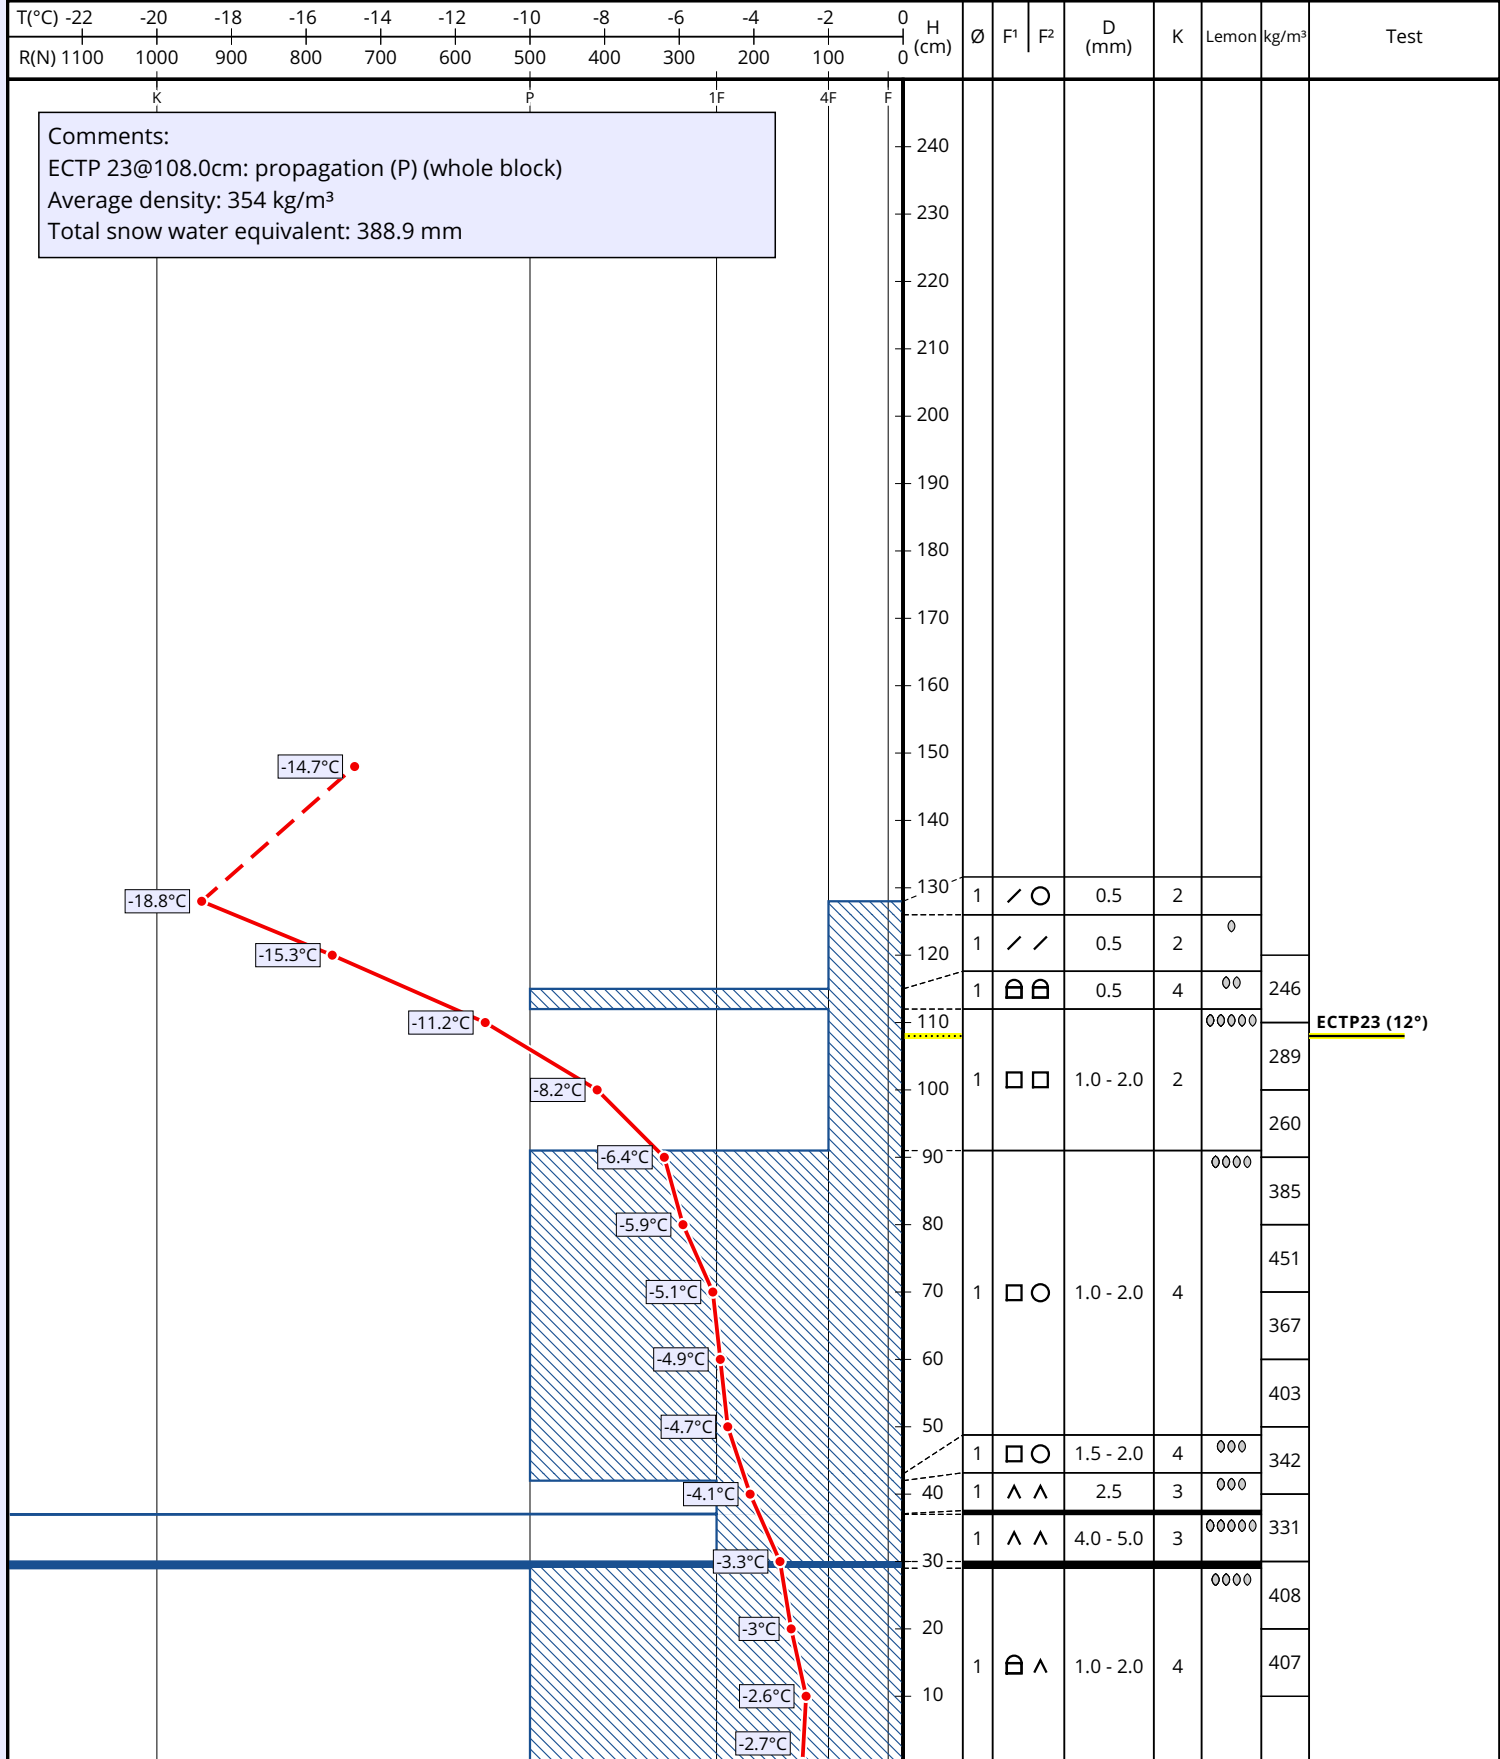 T(°C) -22 -20 -18 -16 -14 -12 -10 -8 -6 -4 -2 0
R(N) 1100 1000 900 800 700 600 500 400 300 200 100 0
H (cm) Ø F¹ F² D (mm) K Lemon kg/m³ Test
K P 1F 4F F
Comments:
ECTP 23@108.0cm: propagation (P) (whole block)
Average density: 354 kg/m³
Total snow water equivalent: 388.9 mm
240
230
220
210
200
190
180
170
160
150
-14.7°C
140
130
-18.8°C 1 0.5 2
1 0.5 2
-15.3°C 120
1 0.5 4 246
-11.2°C 110 ECTP23 (12°)
289
1 1.0 - 2.0 2
-8.2°C 100
260
-6.4°C 90
385
-5.9°C 80
451
-5.1°C 70 1 1.0 - 2.0 4
367
-4.9°C 60
403
-4.7°C 50
1 1.5 - 2.0 4 342
-4.1°C 40 1 2.5 3
1 4.0 - 5.0 3 331
-3.3°C 30
408
-3°C 20
1 1.0 - 2.0 4 407
-2.6°C 10
-2.7°C